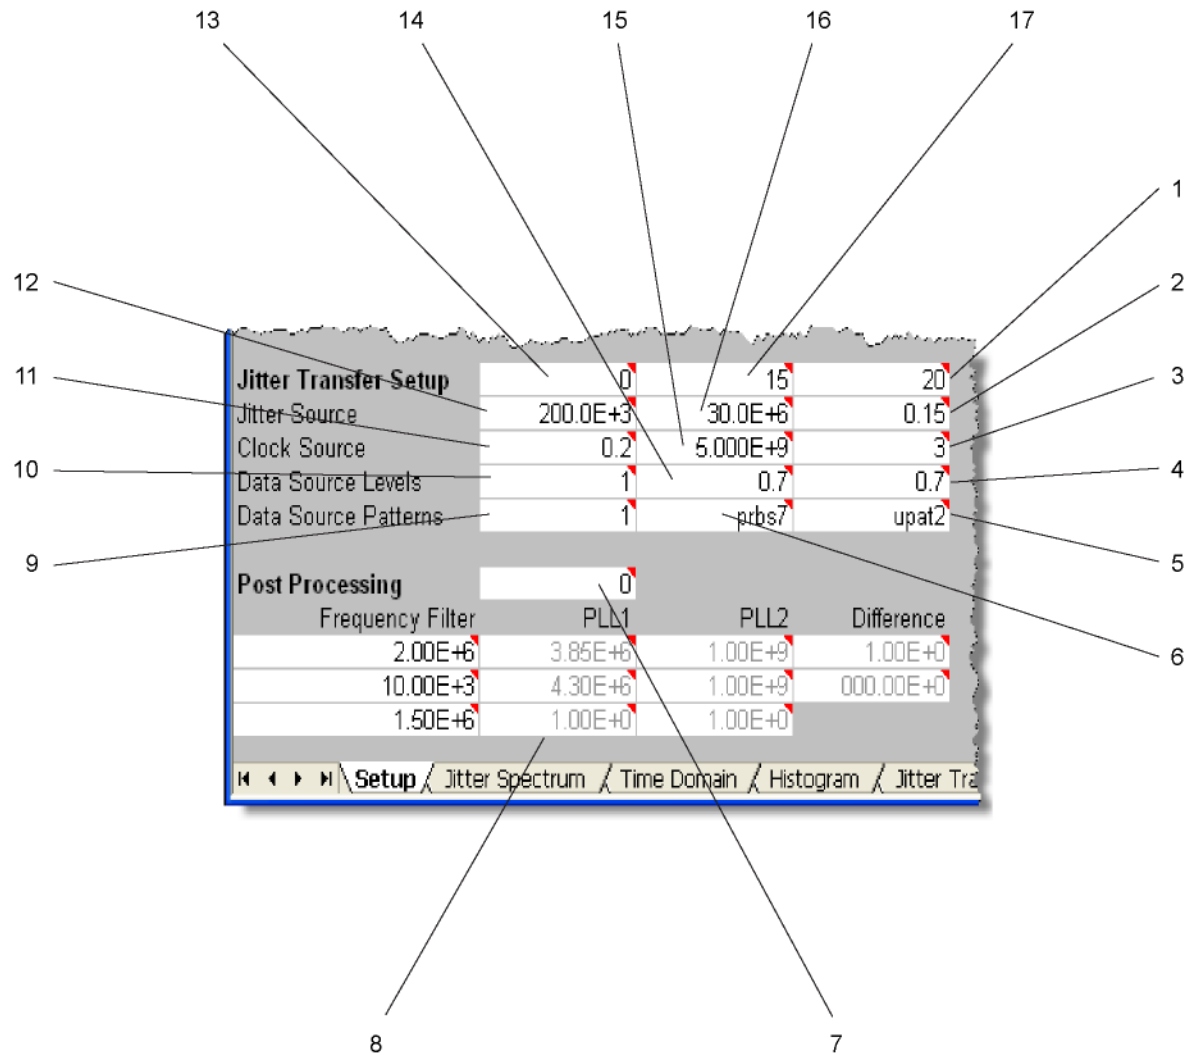 13 14 15 16 17
1
12 2
11 Jitter Transfer Setup 0 15 20 3
Jitter Source 200.0E+3 30.0E+6 0.15
Clock Source 0.2 5.000E+9 3
10 Data Source Levels 1 0.7 0.7 4
Data Source Patterns 1 prbs7 upat2
9 5
Post Processing 0
Frequency Filter PLL1 PLL2 Difference
2.00E+6 3.85E+6 1.00E+9 1.00E+0 6
10.00E+3 4.30E+6 1.00E+9 000.00E+0
1.50E+6 1.00E+0 1.00E+0
Setup Jitter Spectrum Time Domain Histogram Jitter Tra
8 7